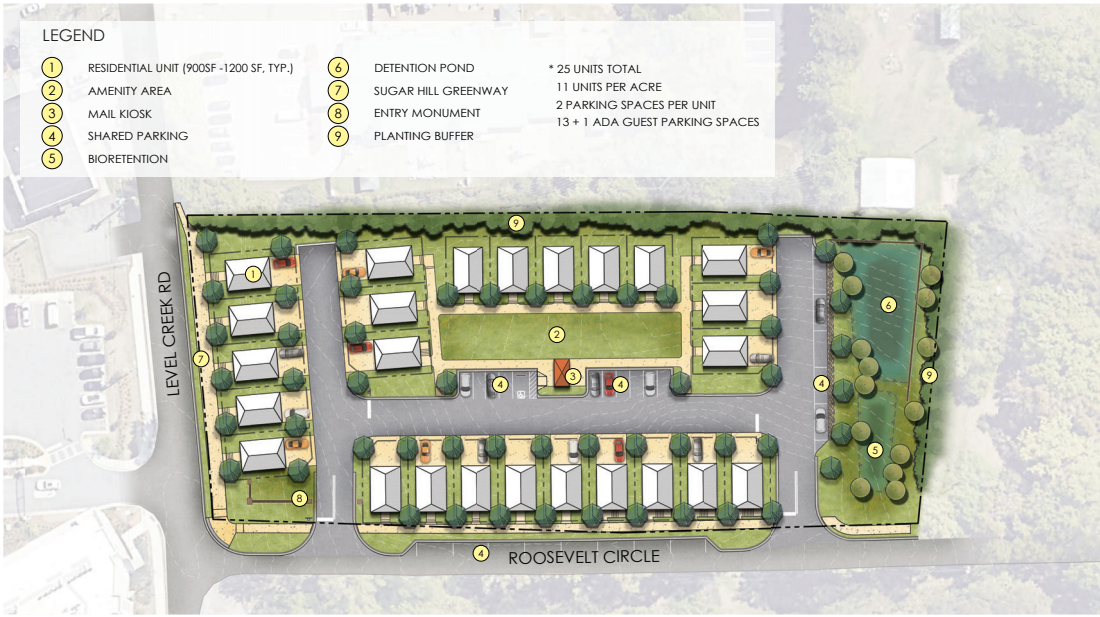 LEGEND
1 RESIDENTIAL UNIT (900SF -1200 SF, TYP.)
2 AMENITY AREA
3 MAIL KIOSK
4 SHARED PARKING
5 BIORETENTION
6 DETENTION POND
7 SUGAR HILL GREENWAY
8 ENTRY MONUMENT
9 PLANTING BUFFER
* 25 UNITS TOTAL
11 UNITS PER ACRE
2 PARKING SPACES PER UNIT
13 + 1 ADA GUEST PARKING SPACES
9
1
6
2
LEVEL CREEK RD
7
3
9
4
4
4
5
8
4
ROOSEVELT CIRCLE